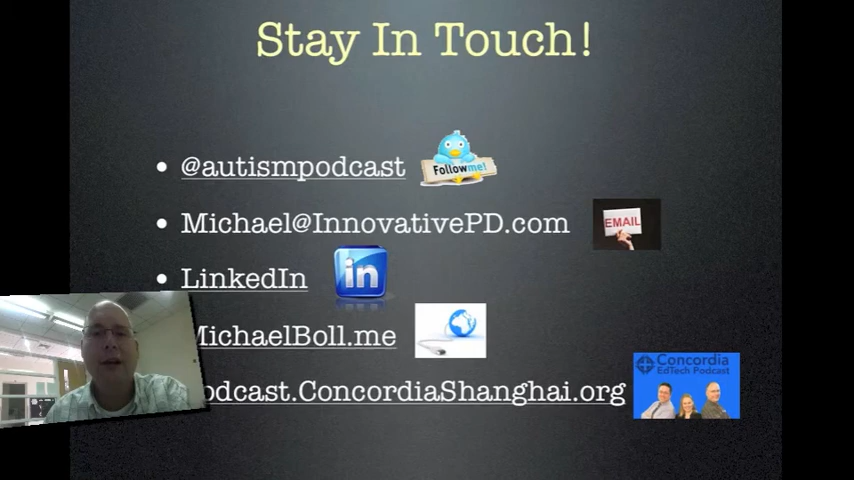 Stay In Touch!
@autismpodcast
Follow me!
Michael@InnovativePD.com
EMAIL
LinkedIn
in
MichaelBoll.me
podcast.ConcordiaShanghai.org
Concordia
EdTech Podcast